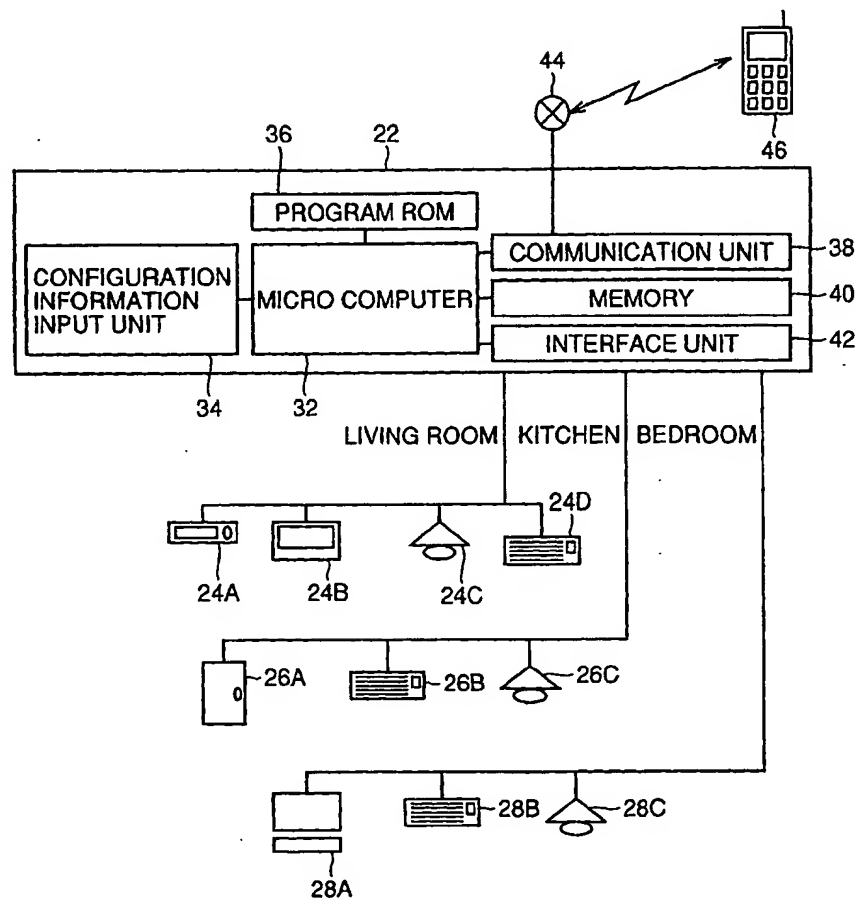 44
46
36
22
PROGRAM ROM
CONFIGURATION
INFORMATION
INPUT UNIT
MICRO COMPUTER
COMMUNICATION UNIT
38
MEMORY
40
INTERFACE UNIT
42
34
32
LIVING ROOM
KITCHEN
BEDROOM
24A
24B
24C
24D
26A
26B
26C
28A
28B
28C